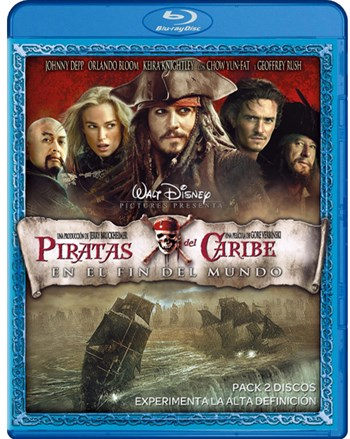 Blu-ray Disc
JOHNNY DEPP ORLANDO BLOOM KEIRA KNIGHTLEY CON CHOW YUN-FAT Y GEOFFREY RUSH
WALT DISNEY
PICTURES PRESENTA
UNA PRODUCCIÓN DE JERRY BRUCKHEIMER UNA PELÍCULA DE GORE VERBINSKI
PIRATAS del CARIBE
EN EL FIN DEL MUNDO
PACK 2 DISCOS
EXPERIMENTA LA ALTA DEFINICIÓN